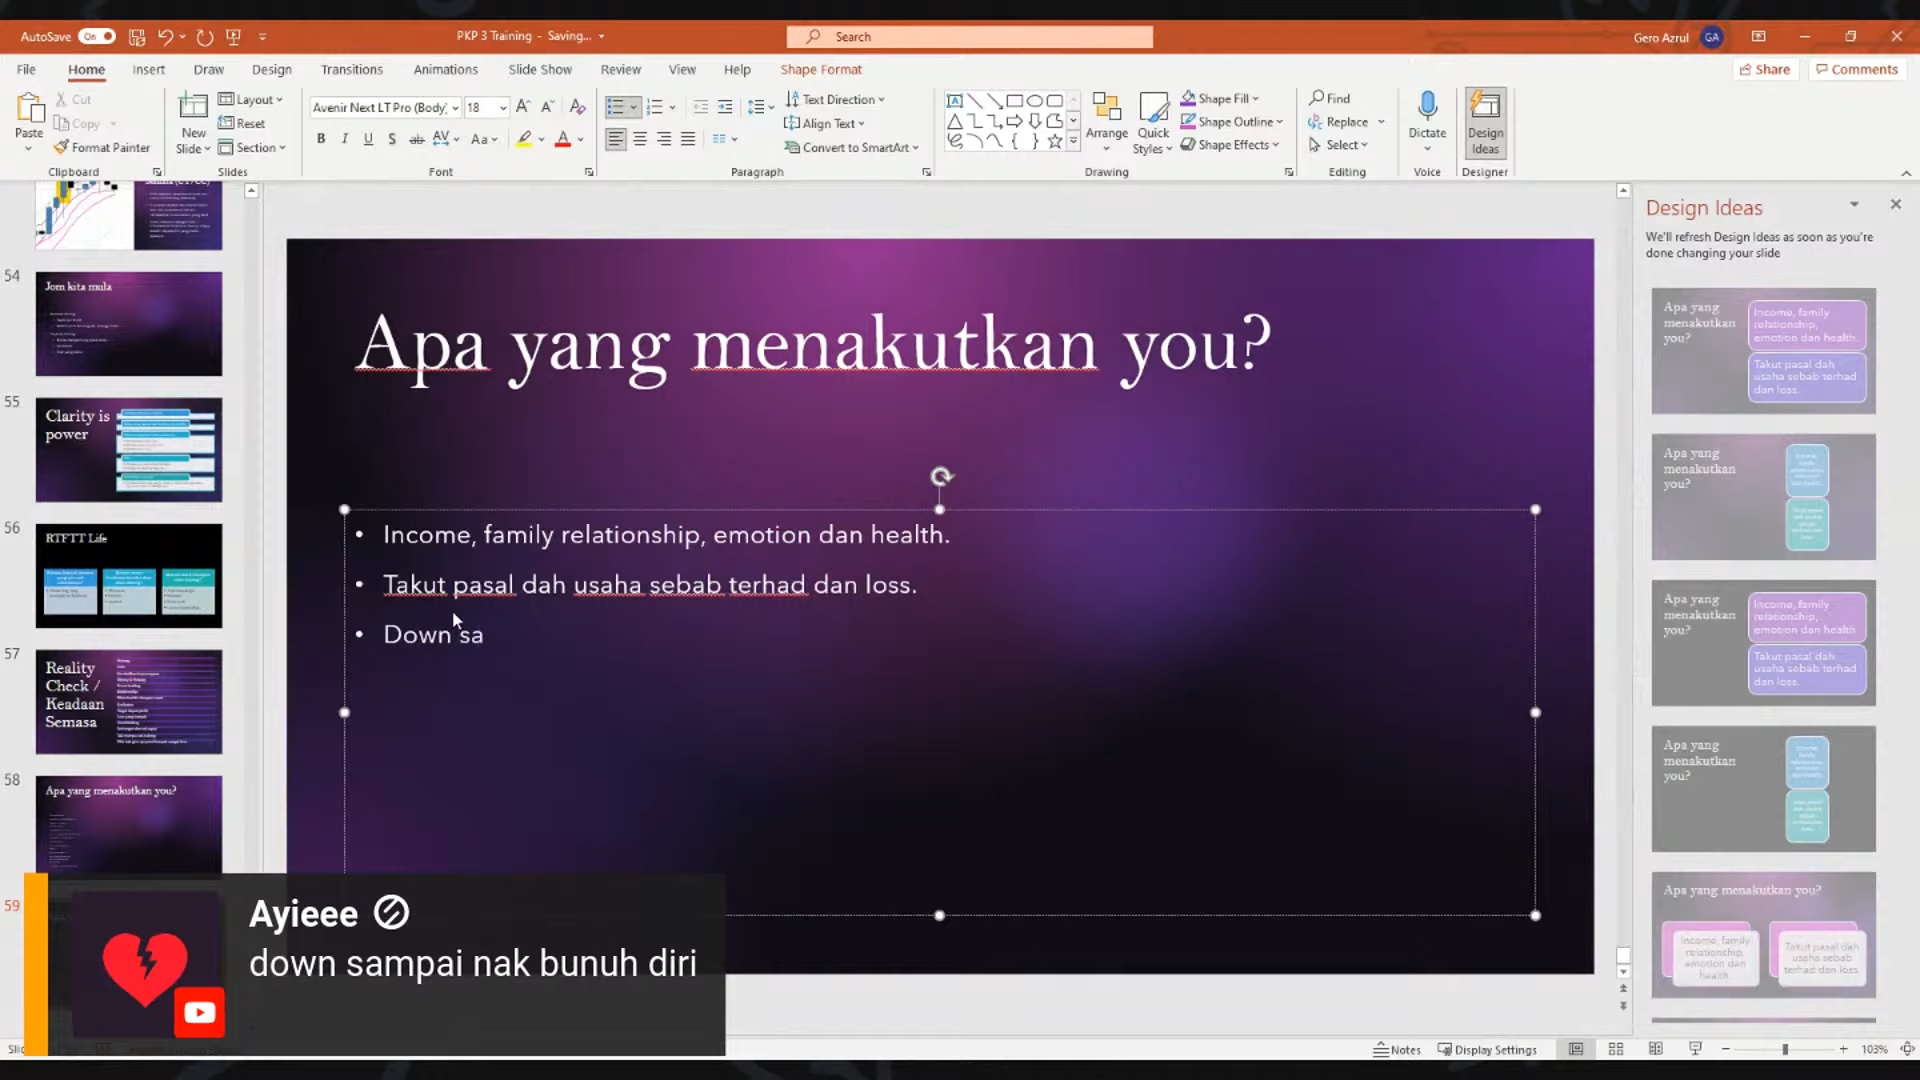 AutoSave On
PKP 3 Training - Saving...
Search
Gero Azrul GA
File Home Insert Draw Design Transitions Animations Slide Show Review View Help Shape Format
Share Comments
Paste
Cut
Copy
Format Painter
Clipboard
New Slide
Layout
Reset
Section
Slides
Avenir Next LT Pro (Body) 18
Font
Paragraph
Text Direction
Align Text
Convert to SmartArt
Arrange
Quick Styles
Shape Fill
Shape Outline
Shape Effects
Drawing
Find
Replace
Select
Editing
Dictate
Voice
Design Ideas
Designer
54
Jom kita mula
55
Clarity is power
56
RTFTT Life
57
Reality Check / Keadaan Semasa
58
Apa yang menakutkan you?
59
Apa yang menakutkan you?
• Income, family relationship, emotion dan health.
• Takut pasal dah usaha sebab terhad dan loss.
• Down sa
Design Ideas
We'll refresh Design Ideas as soon as you're
done changing your slide
Apa yang
menakutkan
you?
Income, family
relationship,
emotion dan health.
Takut pasal dah
usaha sebab terhad
dan loss.
Apa yang
menakutkan
you?
Apa yang
menakutkan
you?
Income, family
relationship,
emotion dan health
Takut pasal dah
usaha sebab terhad
dan loss.
Apa yang
menakutkan
you?
Apa yang menakutkan you?
Income, family
relationship,
emotion dan
health.
Takut pasal dah
usaha sebab
terhad dan loss.
Ayieee
down sampai nak bunuh diri
Notes Display Settings 103%